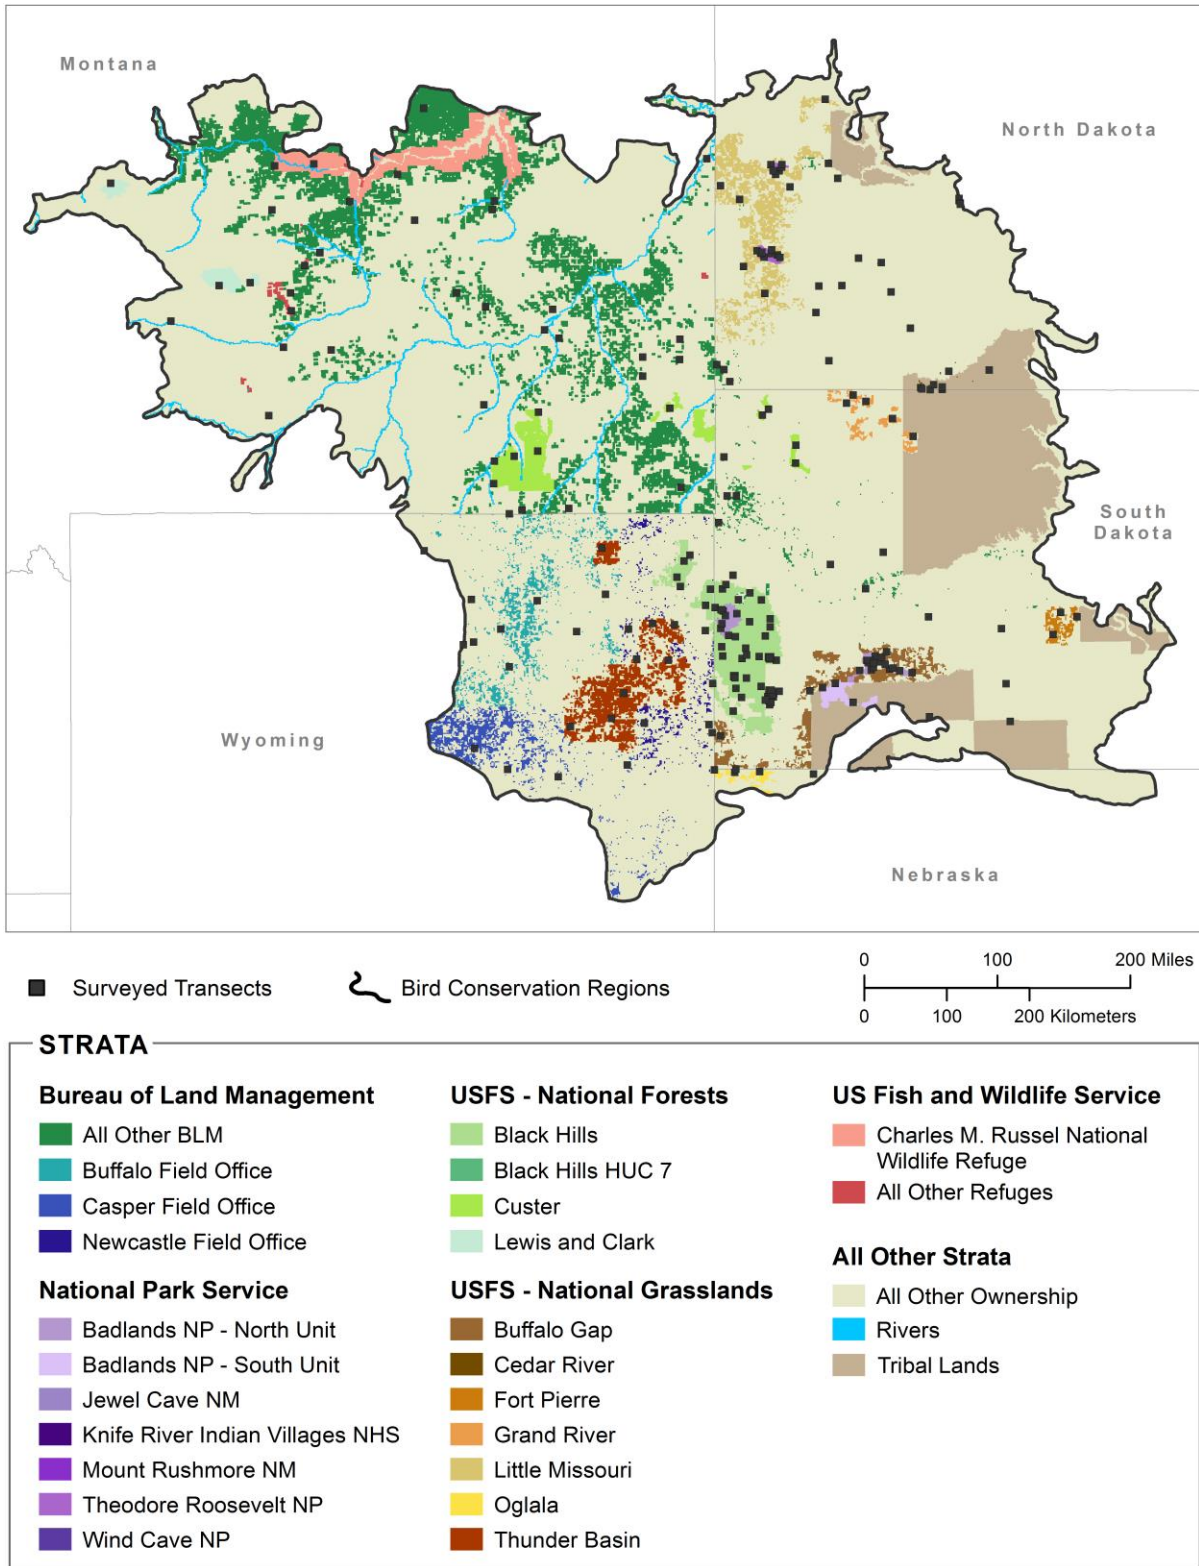 Montana
North Dakota
South
Dakota
Wyoming
Nebraska
Surveyed Transects
Bird Conservation Regions
0 100 200 Miles
0 100 200 Kilometers
STRATA
Bureau of Land Management
All Other BLM
Buffalo Field Office
Casper Field Office
Newcastle Field Office
National Park Service
Badlands NP - North Unit
Badlands NP - South Unit
Jewel Cave NM
Knife River Indian Villages NHS
Mount Rushmore NM
Theodore Roosevelt NP
Wind Cave NP
USFS - National Forests
Black Hills
Black Hills HUC 7
Custer
Lewis and Clark
USFS - National Grasslands
Buffalo Gap
Cedar River
Fort Pierre
Grand River
Little Missouri
Oglala
Thunder Basin
US Fish and Wildlife Service
Charles M. Russel National
Wildlife Refuge
All Other Refuges
All Other Strata
All Other Ownership
Rivers
Tribal Lands